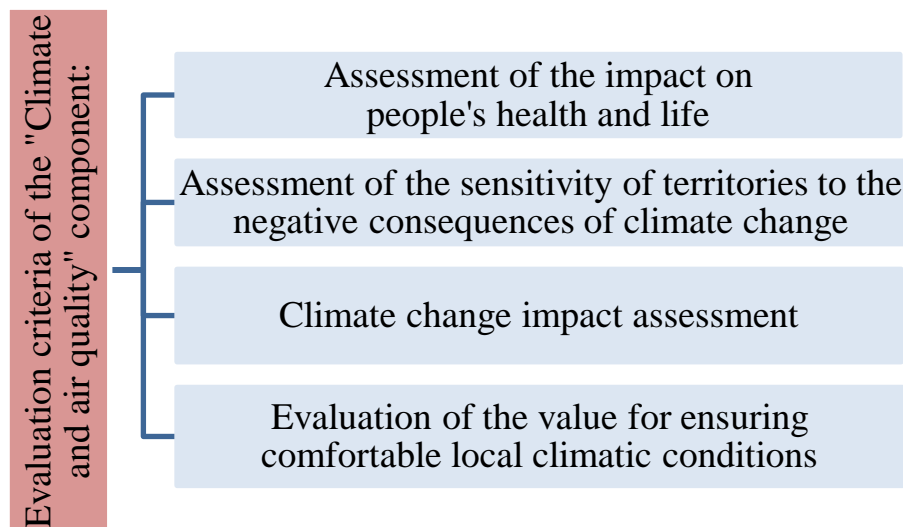 Evaluation criteria of the "Climate
and air quality" component:
Assessment of the impact on
people's health and life
Assessment of the sensitivity of territories to the
negative consequences of climate change
Climate change impact assessment
Evaluation of the value for ensuring
comfortable local climatic conditions